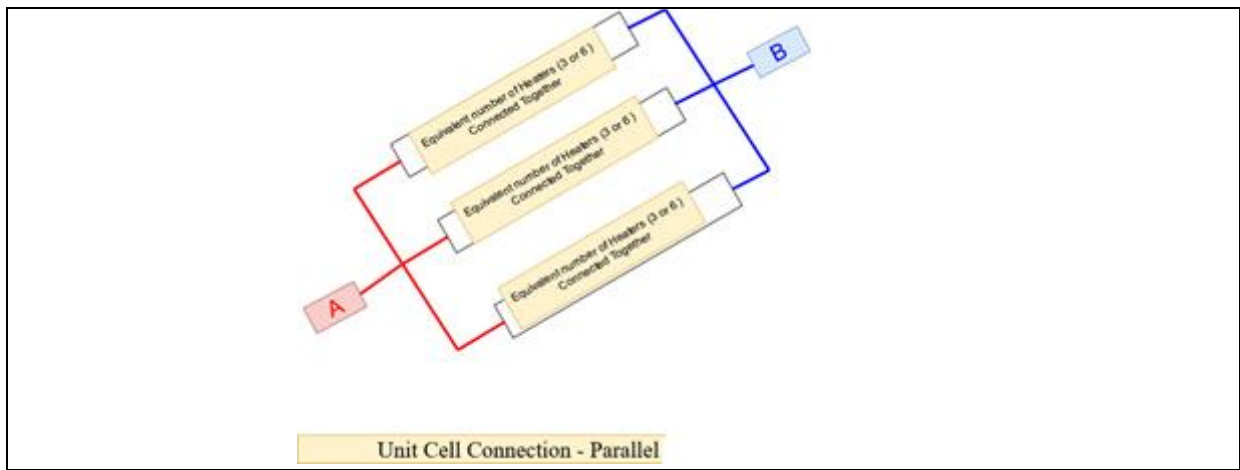 Equivalent number of Heaters (3 or 6 )
Connected Together
B
Equivalent number of Heaters (3 or 6 )
Connected Together
Equivalent number of Heaters (3 or 6 )
Connected Together
A
Unit Cell Connection - Parallel